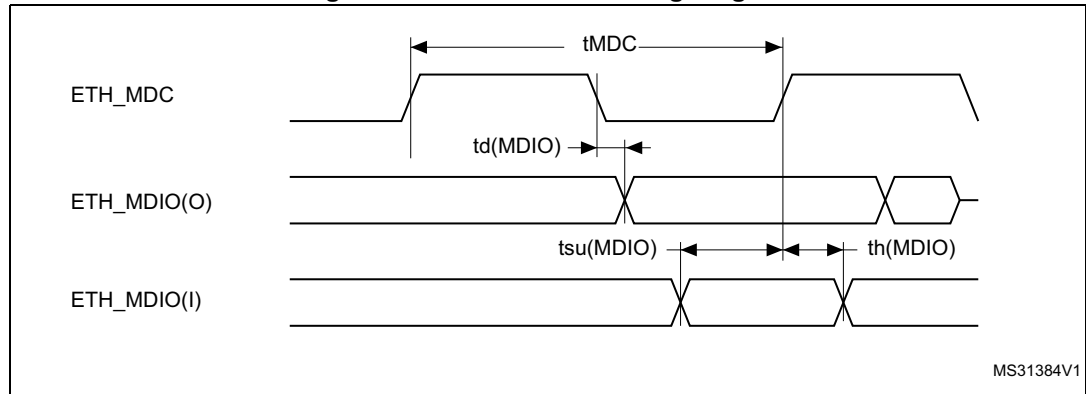 tMDC
ETH_MDC
td(MDIO)
ETH_MDIO(O)
tsu(MDIO) th(MDIO)
ETH_MDIO(I)
MS31384V1